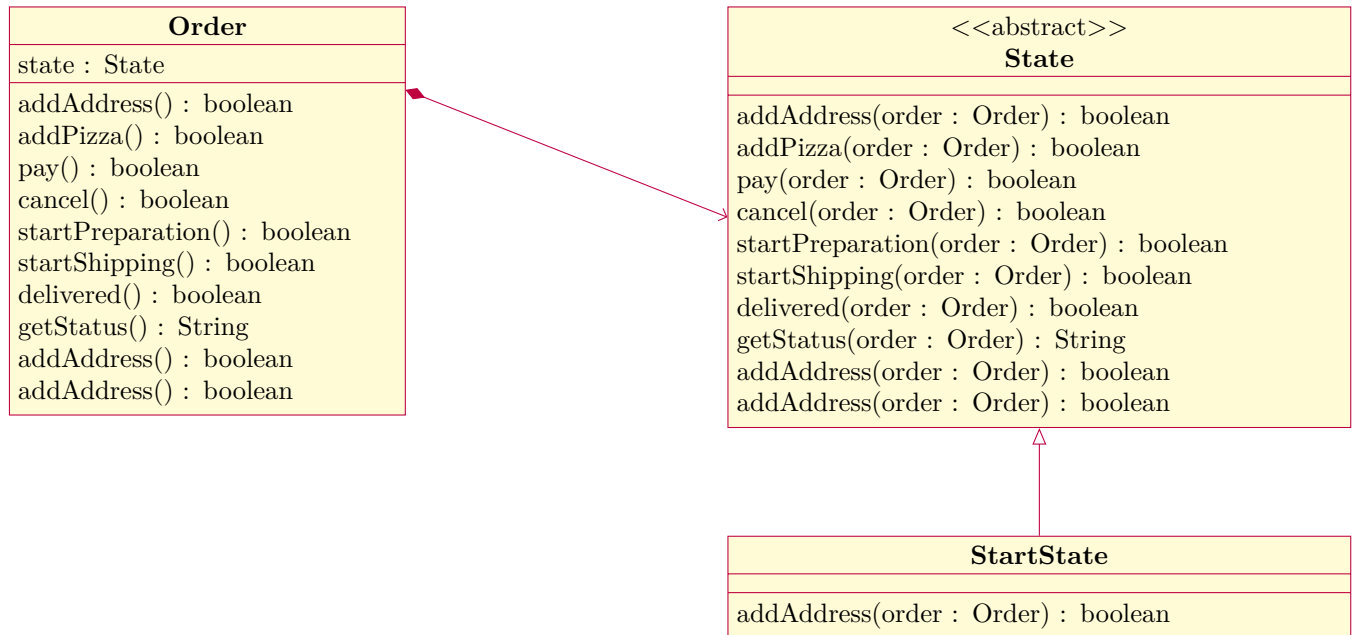 Order
state : State
addAddress() : boolean
addPizza() : boolean
pay() : boolean
cancel() : boolean
startPreparation() : boolean
startShipping() : boolean
delivered() : boolean
getStatus() : String
addAddress() : boolean
addAddress() : boolean
<<abstract>>
State
addAddress(order : Order) : boolean
addPizza(order : Order) : boolean
pay(order : Order) : boolean
cancel(order : Order) : boolean
startPreparation(order : Order) : boolean
startShipping(order : Order) : boolean
delivered(order : Order) : boolean
getStatus(order : Order) : String
addAddress(order : Order) : boolean
addAddress(order : Order) : boolean
StartState
addAddress(order : Order) : boolean